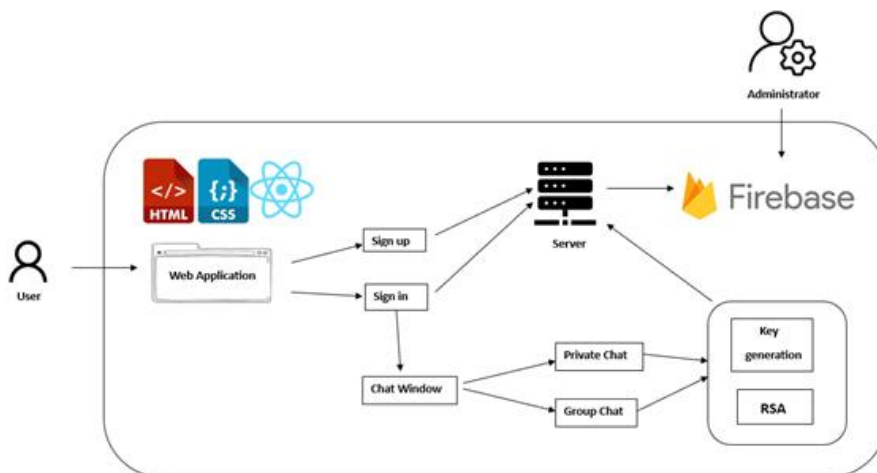 Administrator
</>
HTML
{;}
CSS
Firebase
Server
Sign up
Web Application
User
Sign in
Key
generation
Private Chat
Chat Window
Group Chat
RSA